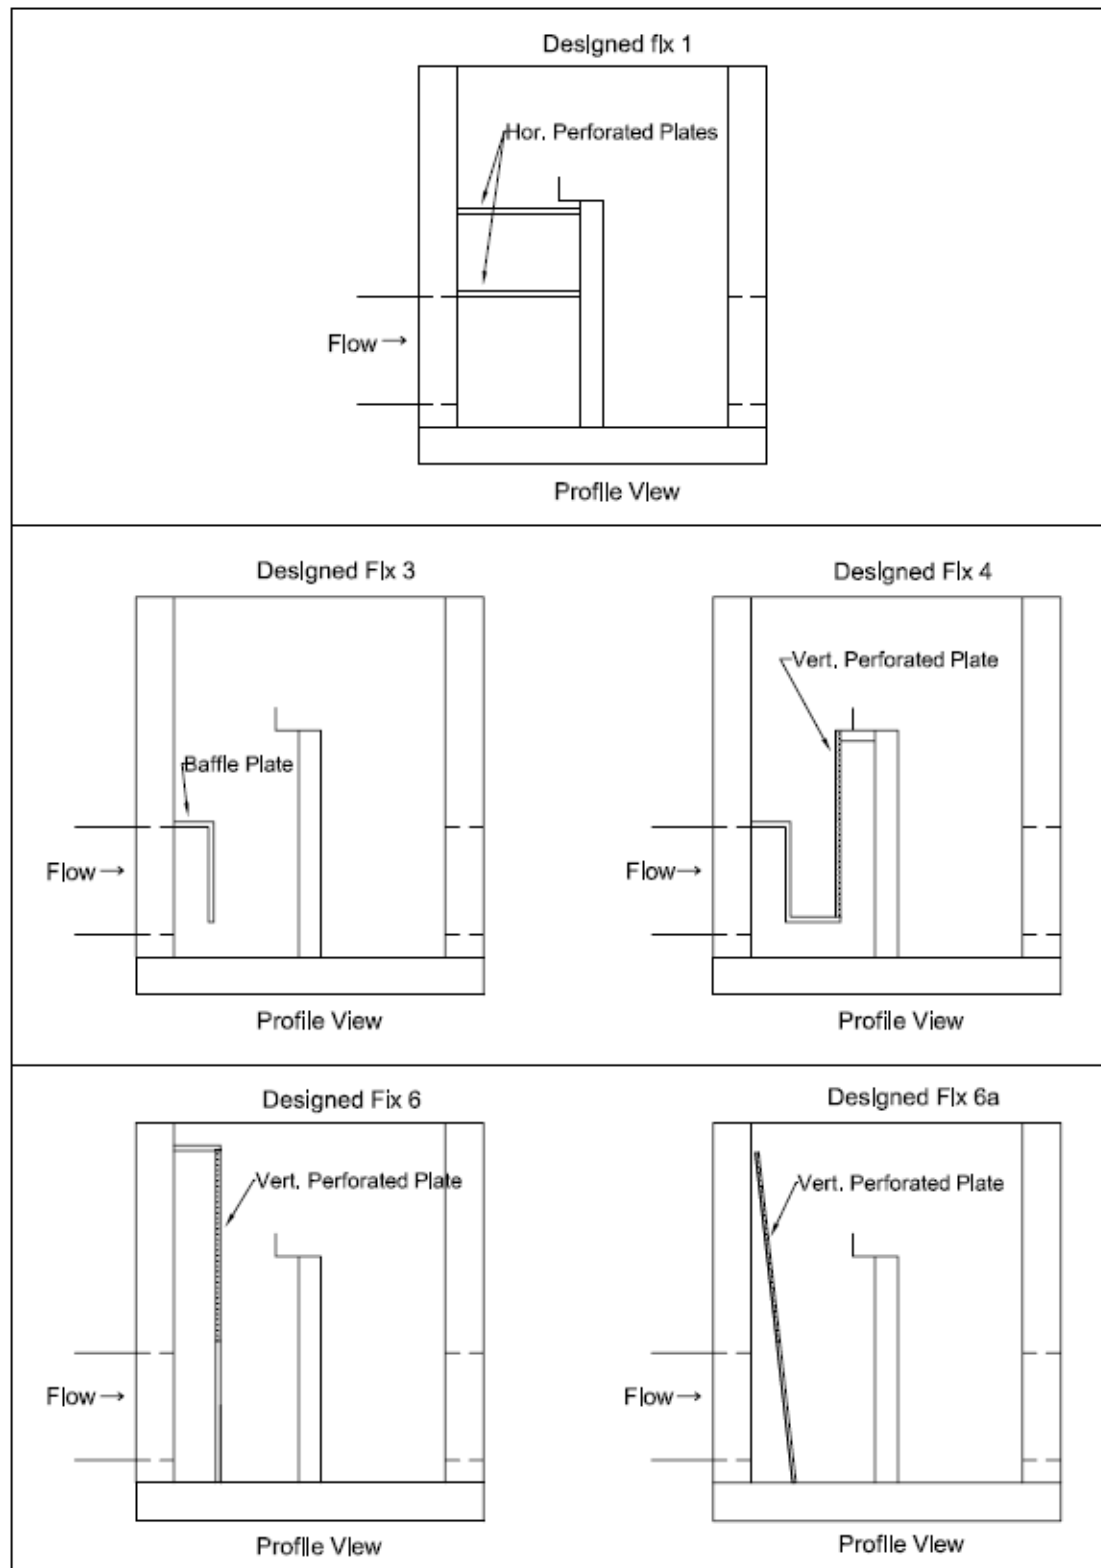 Designed fix 1
Hor. Perforated Plates
Flow
Profile View
Designed Fix 3
Designed Fix 4
Vert. Perforated Plate
Baffle Plate
Flow
Flow
Profile View
Profile View
Designed Fix 6
Designed Fix 6a
Vert. Perforated Plate
Vert. Perforated Plate
Flow
Flow
Profile View
Profile View